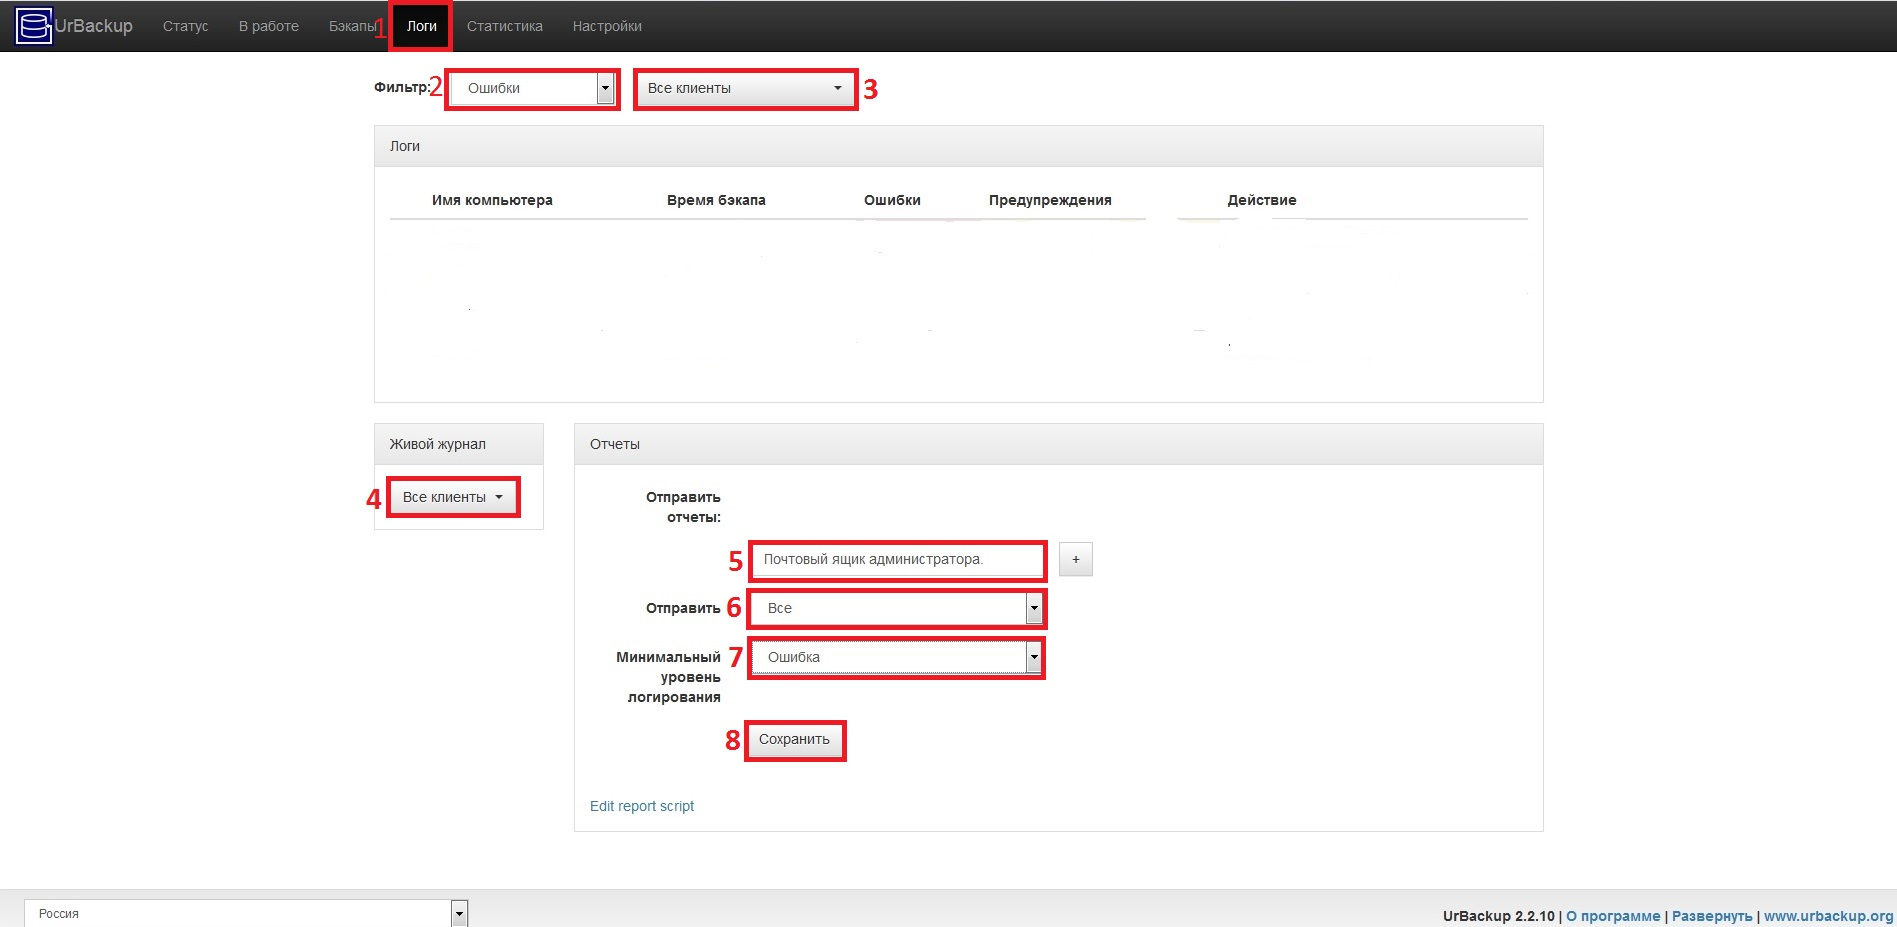 UrBackup Статус В работе Бэкапы 1 Логи Статистика Настройки
Фильтр: 2 Ошибки Все клиенты 3
Логи
Имя компьютера Время бэкапа Ошибки Предупреждения Действие
Живой журнал
4 Все клиенты
Отчеты
Отправить
отчеты:
5 Почтовый ящик администратора. +
Отправить 6 Все
Минимальный 7 Ошибка
уровень
логирования
8 Сохранить
Edit report script
Россия
UrBackup 2.2.10 | О программе | Развернуть | www.urbackup.org